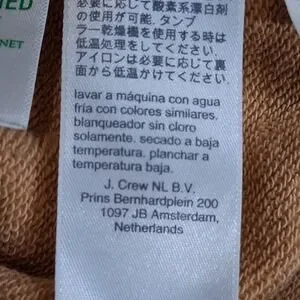 IED
NET
必要に応じて酸素系漂白剤
の使用が可能。タンブ
ラー乾燥機を使用する時は
低温処理をしてください。
アイロンは必要に応じて裏
面から低温かけてください。
lavar a máquina con agua
fría con colores similares.
blanqueador sin cloro
solamente. secado a baja
temperatura. planchar a
temperatura baja.
J. Crew NL B.V.
Prins Bernhardplein 200
1097 JB Amsterdam,
Netherlands